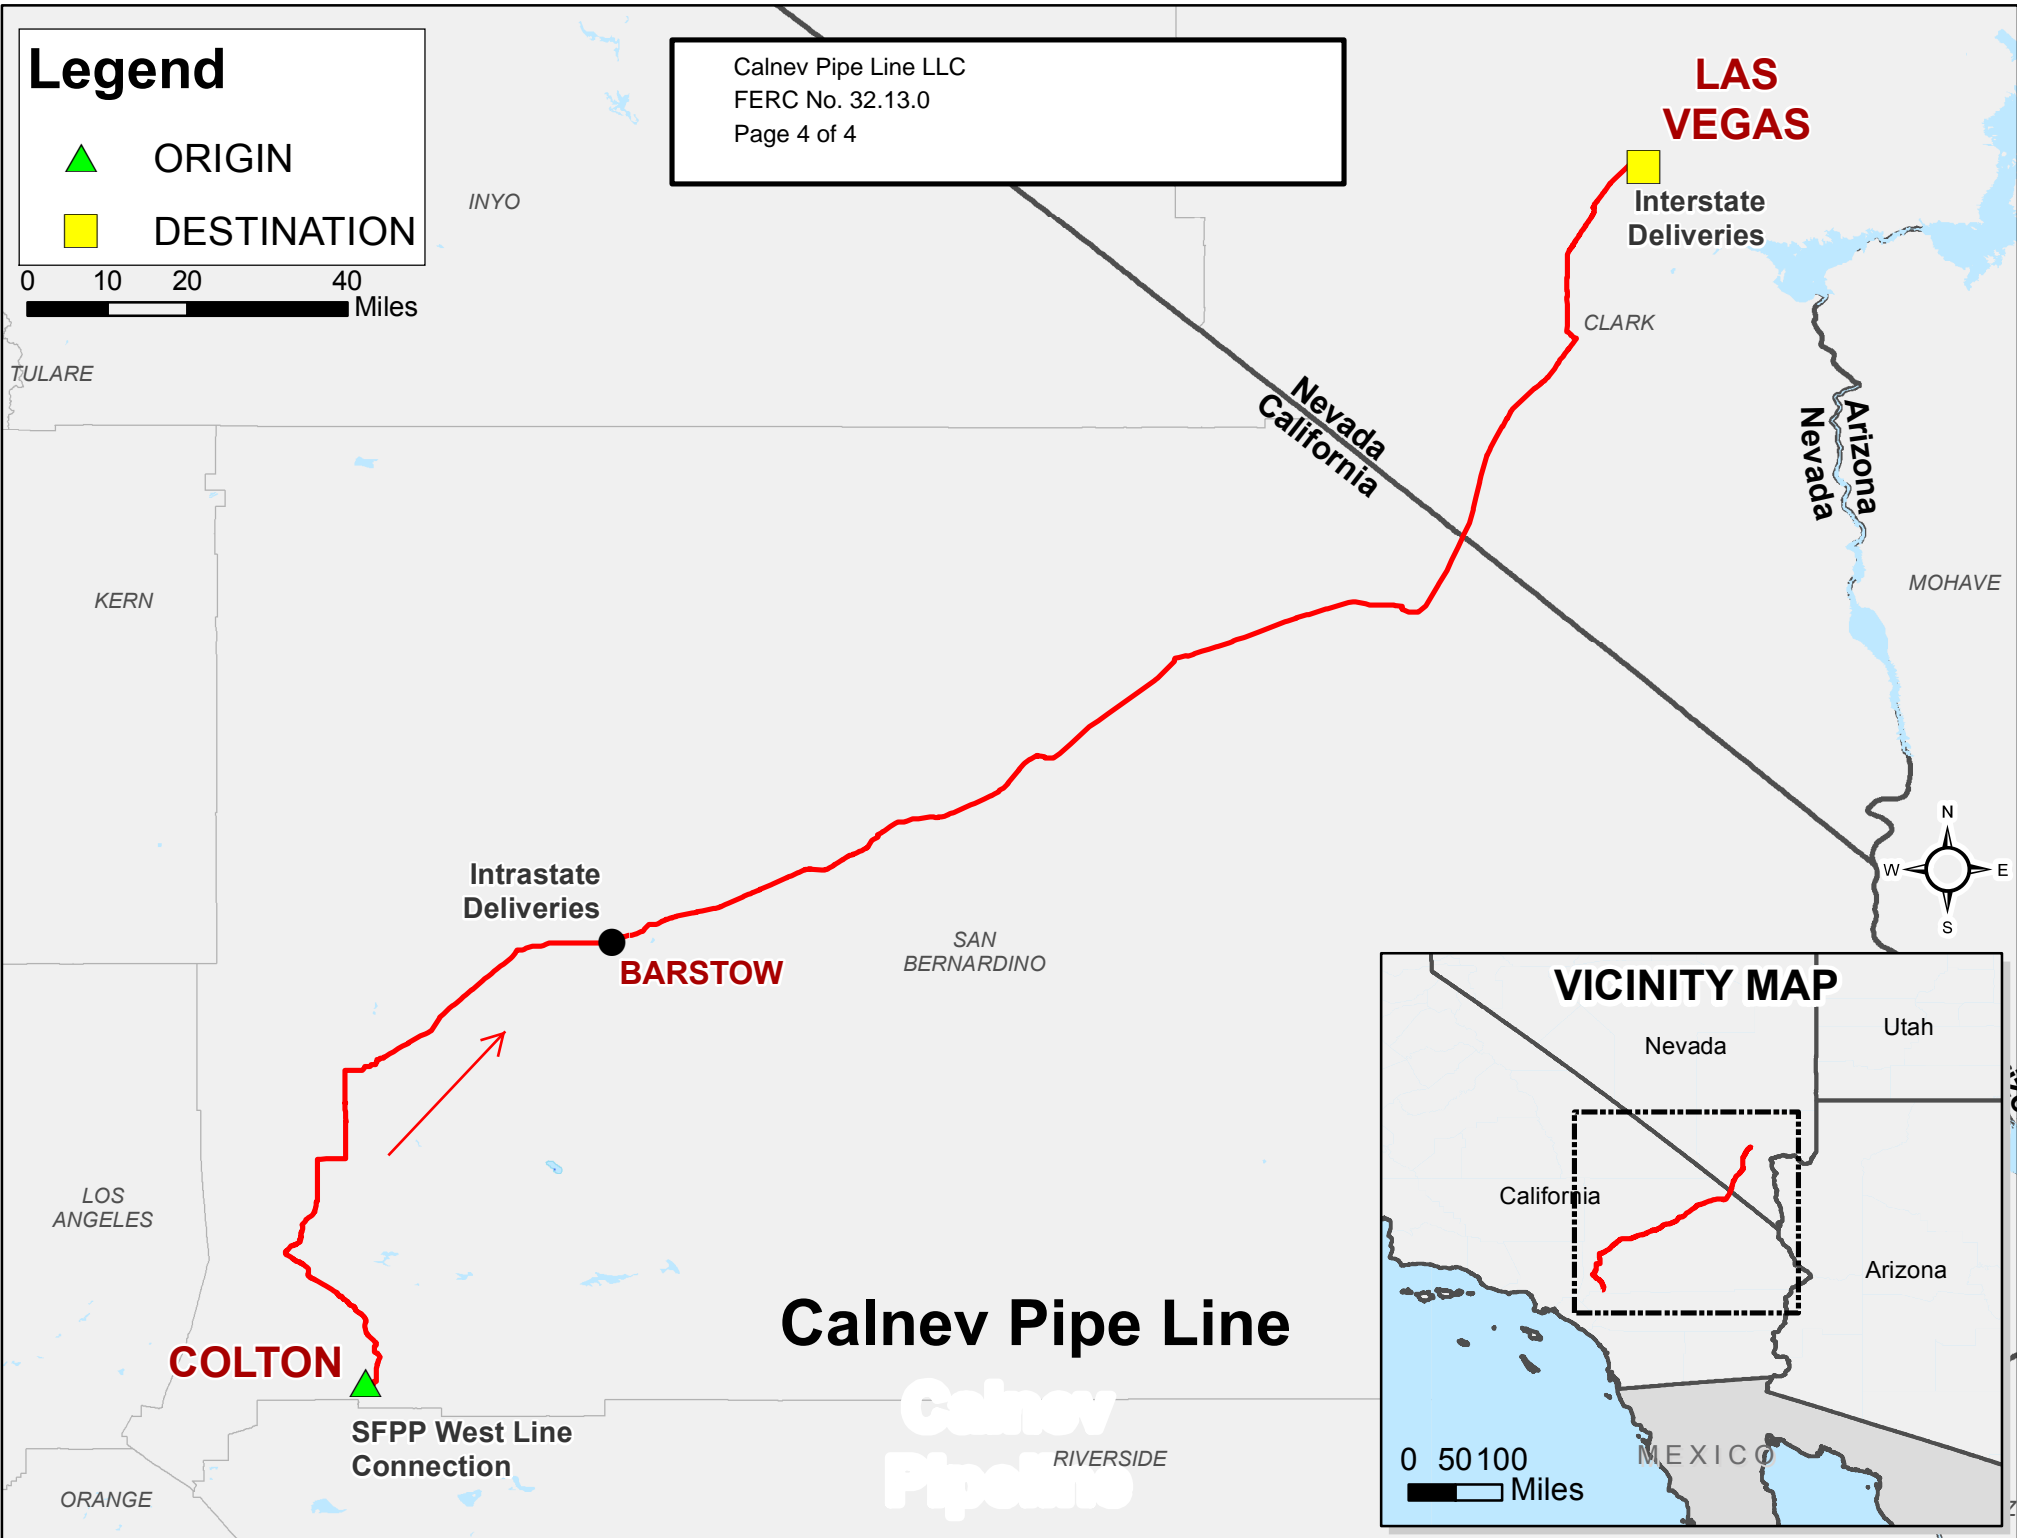 Legend
ORIGIN
DESTINATION
0 10 20 40
Miles
Calnev Pipe Line LLC
FERC No. 32.13.0
Page 4 of 4
LAS
VEGAS
Interstate
Deliveries
INYO
TULARE
CLARK
Nevada
California
Arizona
Nevada
KERN
MOHAVE
Intrastate
Deliveries
BARSTOW
SAN
BERNARDINO
N
W E
S
LOS
ANGELES
COLTON
SFPP West Line
Connection
ORANGE
Calnev Pipe Line
Calnev
Pipeline
RIVERSIDE
VICINITY MAP
Nevada
Utah
California
Arizona
MEXICO
0 50 100
Miles